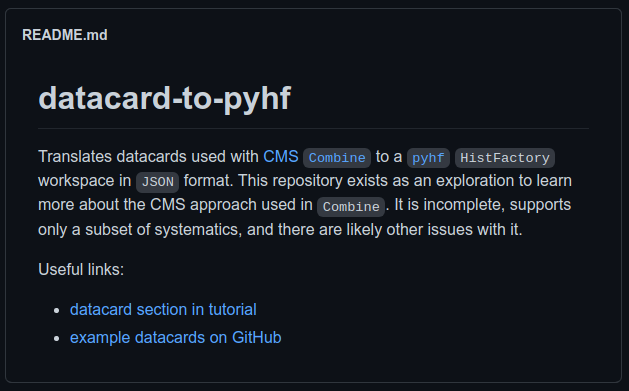 README.md
datacard-to-pyhf
Translates datacards used with CMS Combine to a pyhf HistFactory
workspace in JSON format. This repository exists as an exploration to learn
more about the CMS approach used in Combine. It is incomplete, supports
only a subset of systematics, and there are likely other issues with it.
Useful links:
• datacard section in tutorial
• example datacards on GitHub